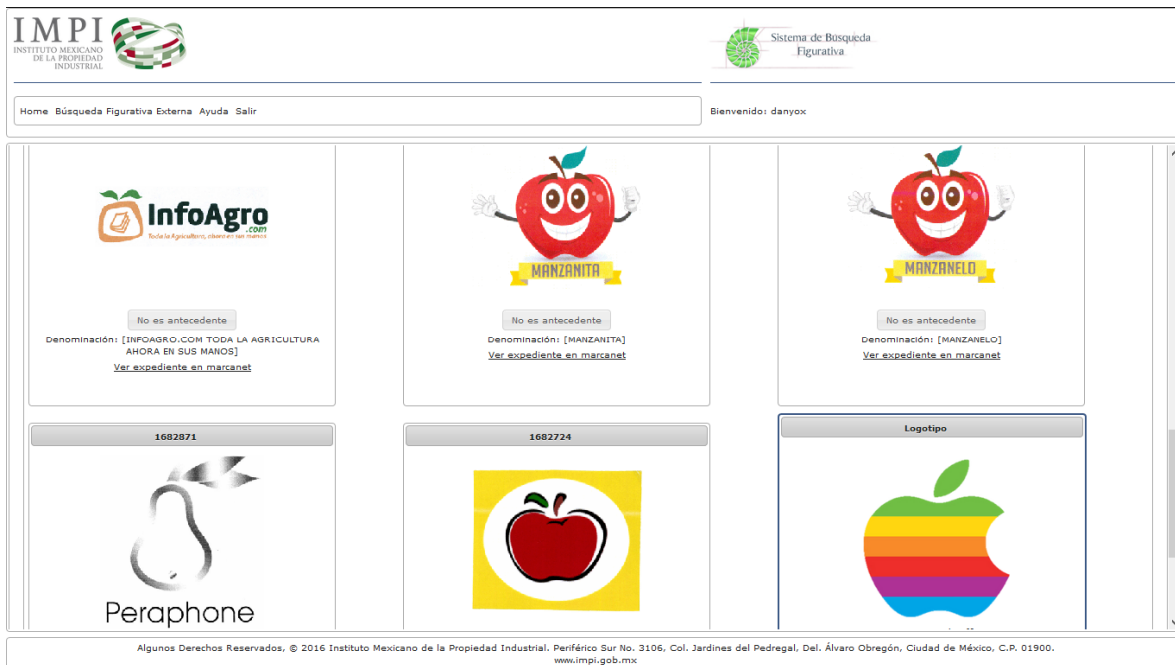 IMPI
INSTITUTO MEXICANO
DE LA PROPIEDAD
INDUSTRIAL
Sistema de Búsqueda
Figurativa
Home Búsqueda Figurativa Externa Ayuda Salir
Bienvenido: danyox
InfoAgro
.com
Toda la Agricultura, ahora en sus manos
MANZANITA
MANZANELO
No es antecedente
No es antecedente
No es antecedente
Denominación: [INFOAGRO.COM TODA LA AGRICULTURA
AHORA EN SUS MANOS]
Ver expediente en marcanet
Denominación: [MANZANITA]
Ver expediente en marcanet
Denominación: [MANZANELO]
Ver expediente en marcanet
1682871
1682724
Logotipo
Peraphone
Algunos Derechos Reservados, © 2016 Instituto Mexicano de la Propiedad Industrial. Periférico Sur No. 3106, Col. Jardines del Pedregal, Del. Álvaro Obregón, Ciudad de México, C.P. 01900.
www.impi.gob.mx